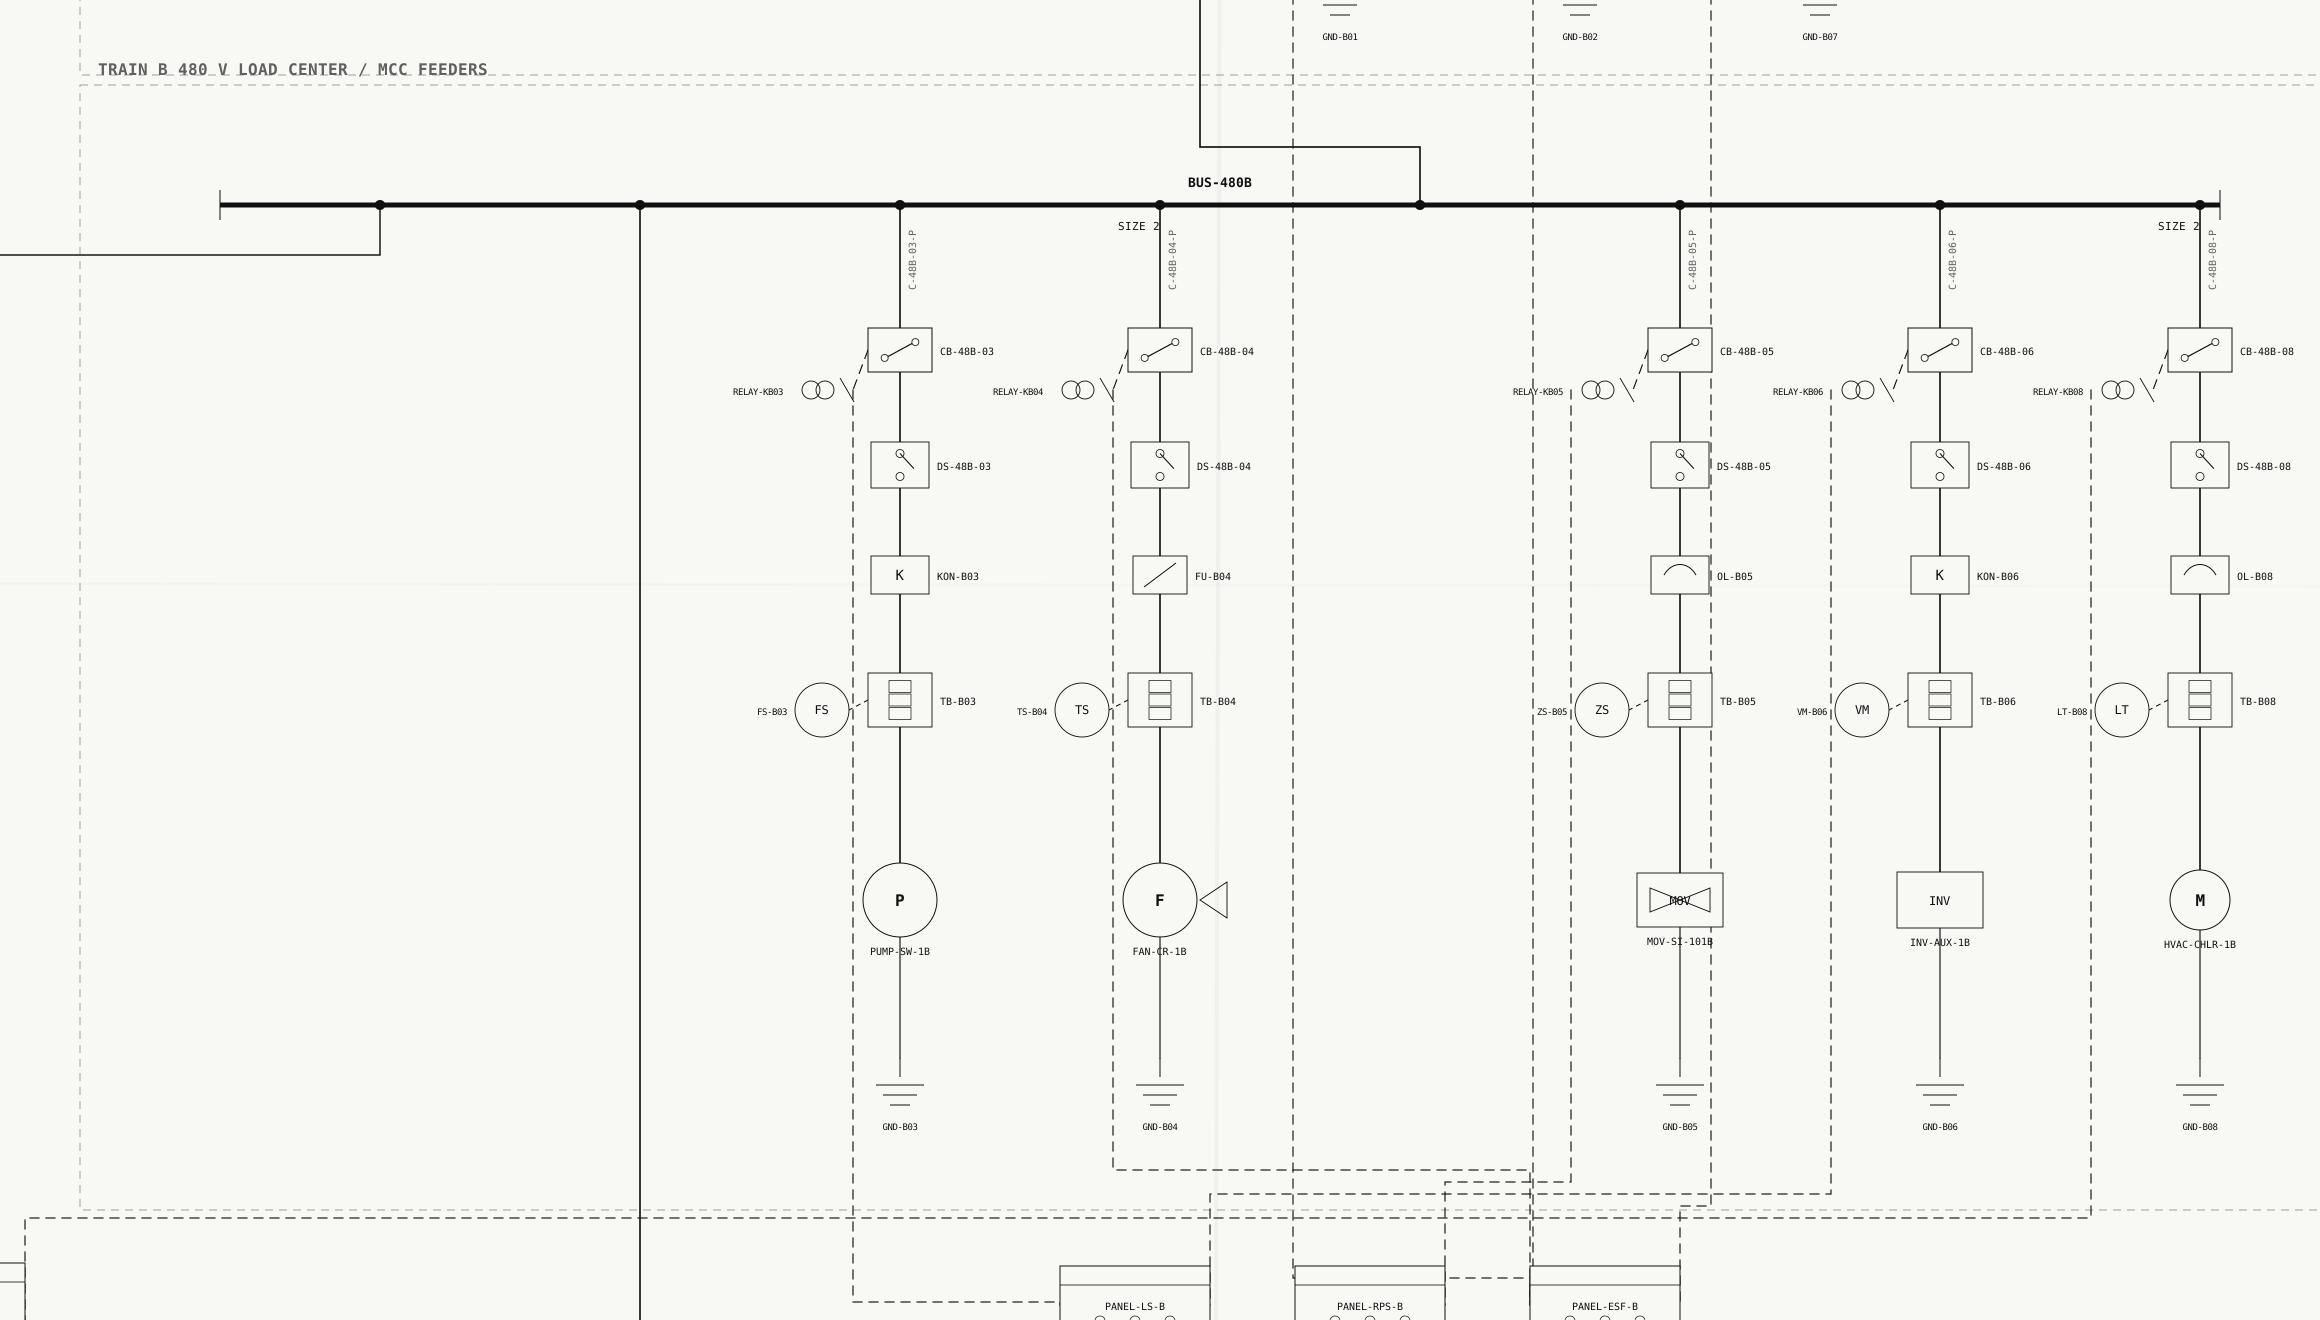 GND-B01
GND-B02
GND-B07
TRAIN B 480 V LOAD CENTER / MCC FEEDERS
BUS-480B
SIZE 2
SIZE 2
C-48B-03-P
C-48B-04-P
C-48B-05-P
C-48B-06-P
C-48B-08-P
CB-48B-03
CB-48B-04
CB-48B-05
CB-48B-06
CB-48B-08
RELAY-KB03
RELAY-KB04
RELAY-KB05
RELAY-KB06
RELAY-KB08
DS-48B-03
DS-48B-04
DS-48B-05
DS-48B-06
DS-48B-08
K
KON-B03
FU-B04
OL-B05
K
KON-B06
OL-B08
FS-B03
FS
TB-B03
TS-B04
TS
TB-B04
ZS-B05
ZS
TB-B05
VM-B06
VM
TB-B06
LT-B08
LT
TB-B08
P
F
MOV
INV
M
PUMP-SW-1B
FAN-CR-1B
MOV-SI-101B
INV-AUX-1B
HVAC-CHLR-1B
GND-B03
GND-B04
GND-B05
GND-B06
GND-B08
PANEL-LS-B
PANEL-RPS-B
PANEL-ESF-B